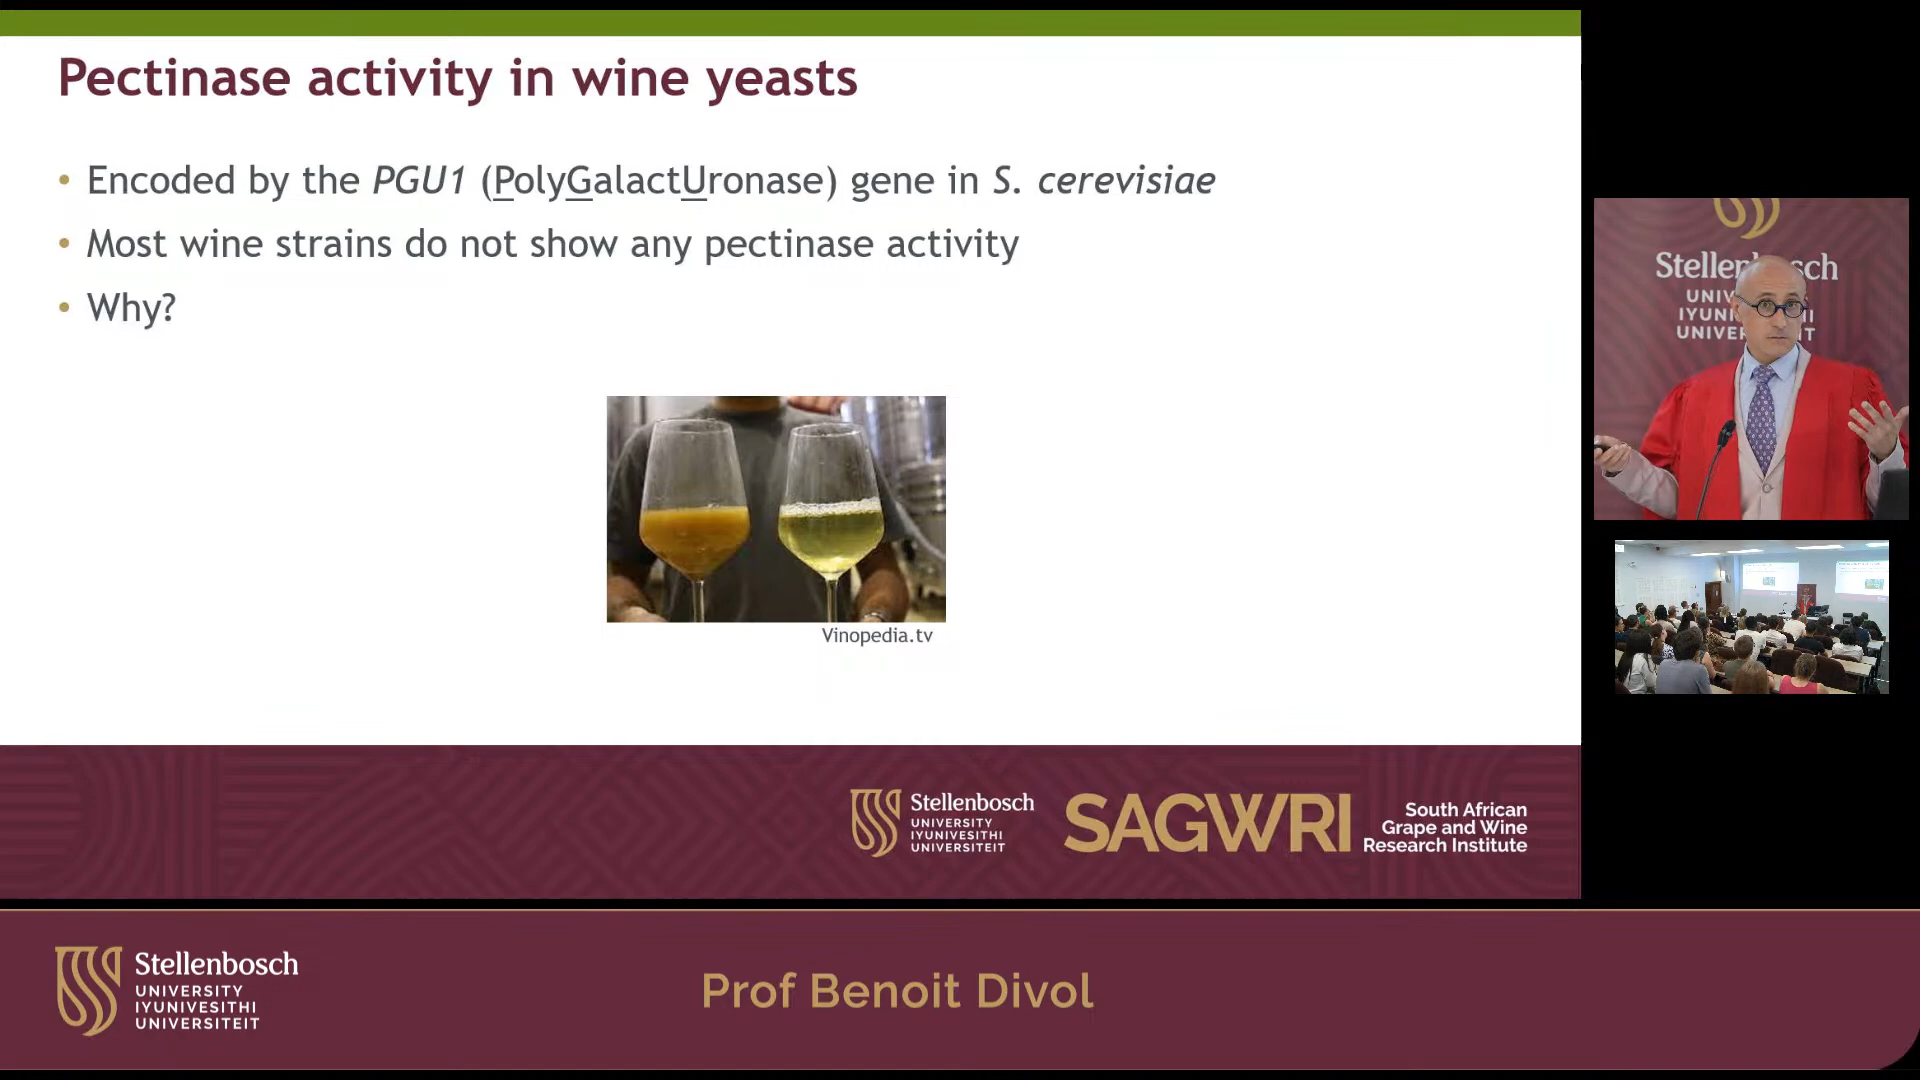 Pectinase activity in wine yeasts
• Encoded by the PGU1 (PolyGalactUronase) gene in S. cerevisiae
• Most wine strains do not show any pectinase activity
• Why?
Vinopedia.tv
Stellenbosch
UNIVERSITY
IYUNIVESITHI
UNIVERSITEIT
SAGWRI
South African
Grape and Wine
Research Institute
Stellenbosch
UNIVERSITY
IYUNIVESITHI
UNIVERSITEIT
Prof Benoit Divol